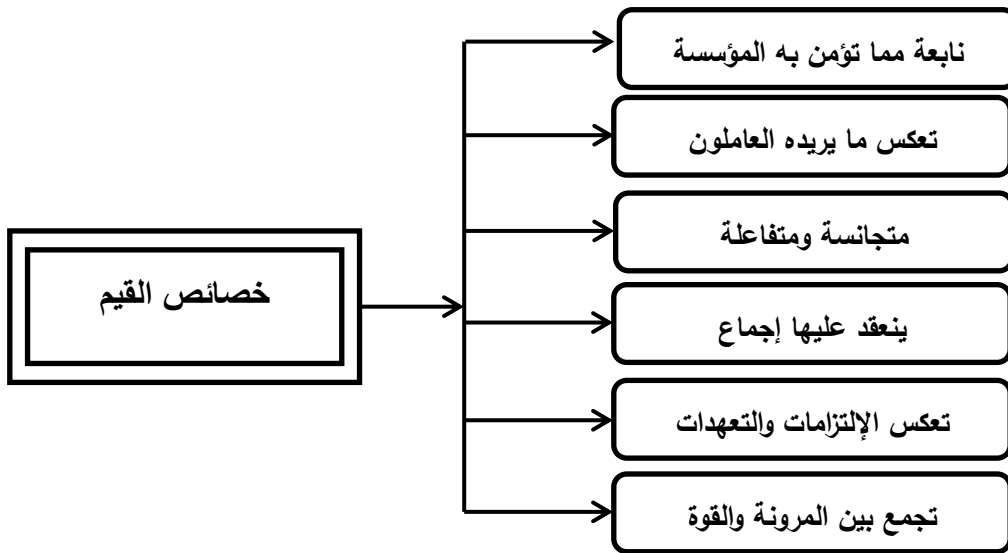 خصائص القيم
نابعة مما تؤمن به المؤسسة
تعكس ما يريده العاملون
متجانسة ومتفاعلة
ينعقد عليها إجماع
تعكس الإلتزامات والتعهدات
تجمع بين المرونة والقوة